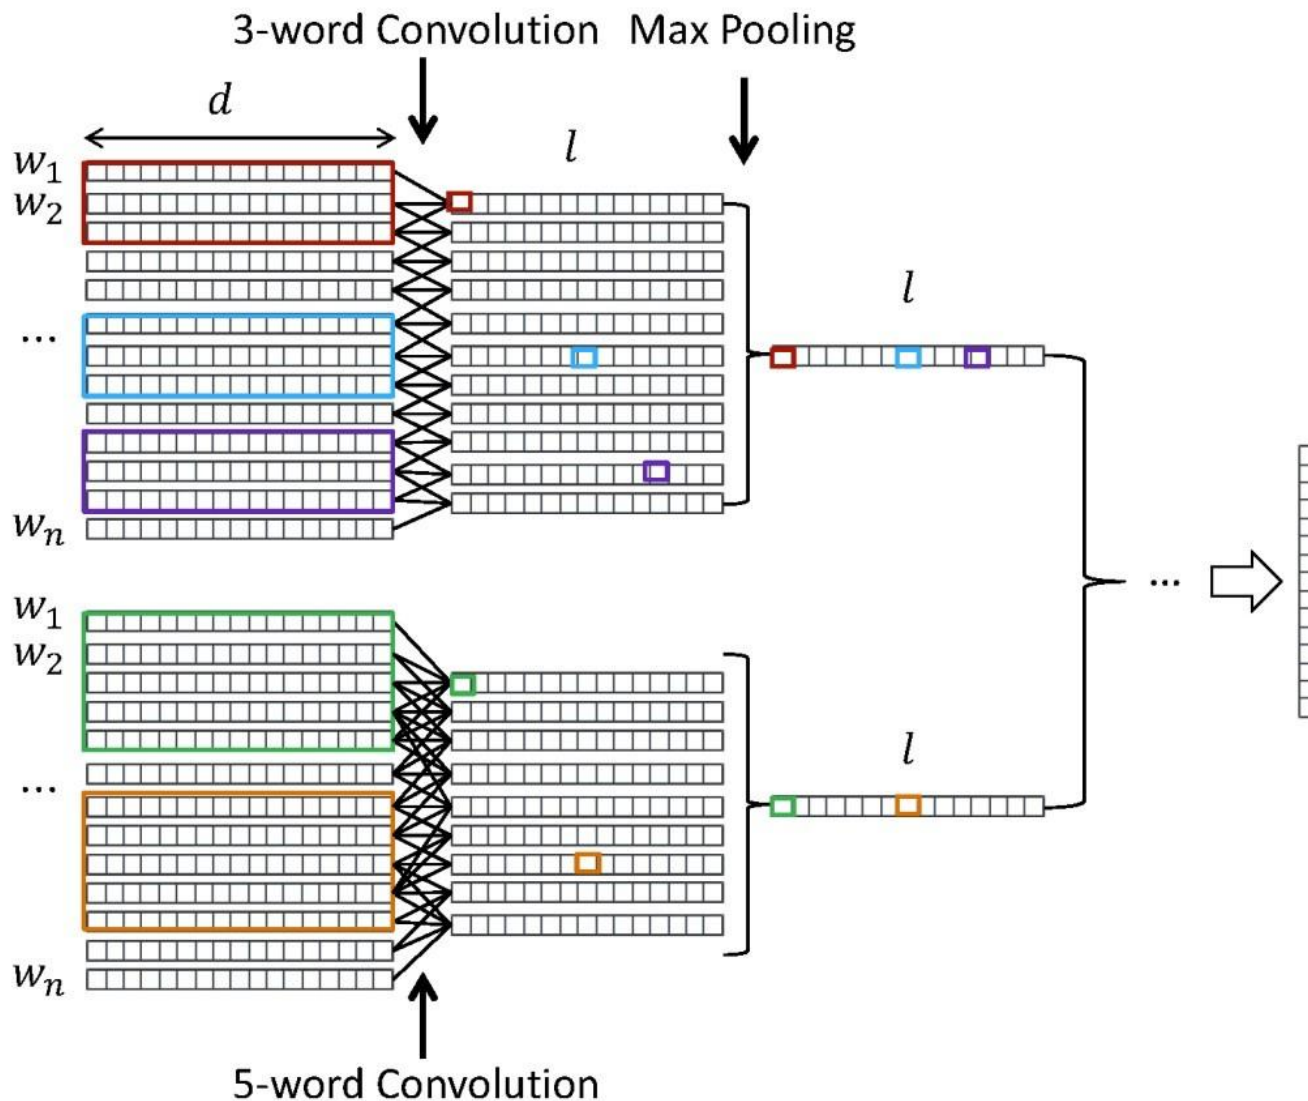 3-word Convolution Max Pooling
d
l
w₁
w₂
...
wₙ
l
w₁
w₂
...
wₙ
l
...
5-word Convolution